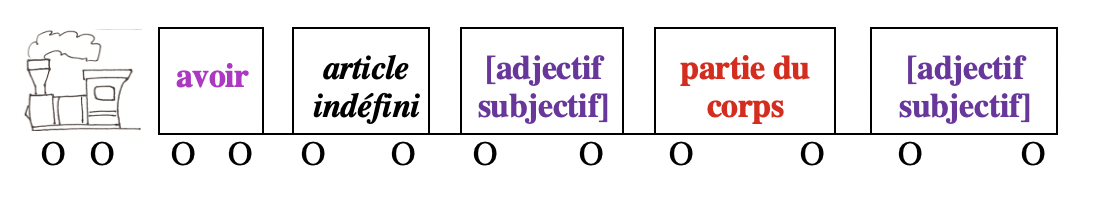 avoir
article
indéfini
[adjectif
subjectif]
partie du
corps
[adjectif
subjectif]
O O O O O O O O O O O O